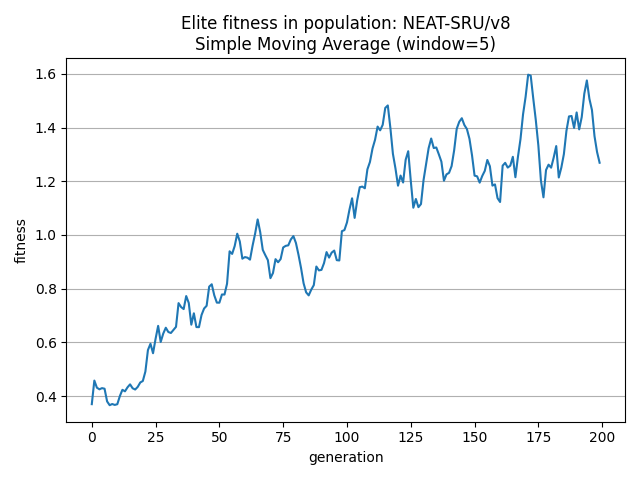 Elite fitness in population: NEAT-SRU/v8
Simple Moving Average (window=5)
1.6
1.4
1.2
1.0
0.8
0.6
0.4
fitness
0 25 50 75 100 125 150 175 200
generation